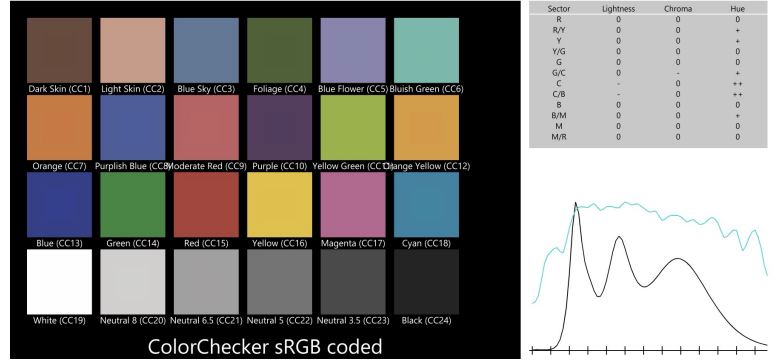 Dark Skin (CC1) Light Skin (CC2) Blue Sky (CC3) Foliage (CC4) Blue Flower (CC5) Bluish Green (CC6)
Orange (CC7) Purplish Blue (CC8) Moderate Red (CC9) Purple (CC10) Yellow Green (CC11) Orange Yellow (CC12)
Blue (CC13) Green (CC14) Red (CC15) Yellow (CC16) Magenta (CC17) Cyan (CC18)
White (CC19) Neutral 8 (CC20) Neutral 6.5 (CC21) Neutral 5 (CC22) Neutral 3.5 (CC23) Black (CC24)
ColorChecker sRGB coded
Sector Lightness Chroma Hue
R 0 0 0
R/Y 0 0 +
Y 0 0 +
Y/G 0 0 0
G 0 0 0
G/C 0 - +
C - 0 ++
C/B - 0 ++
B 0 0 0
B/M 0 0 +
M 0 0 0
M/R 0 0 0